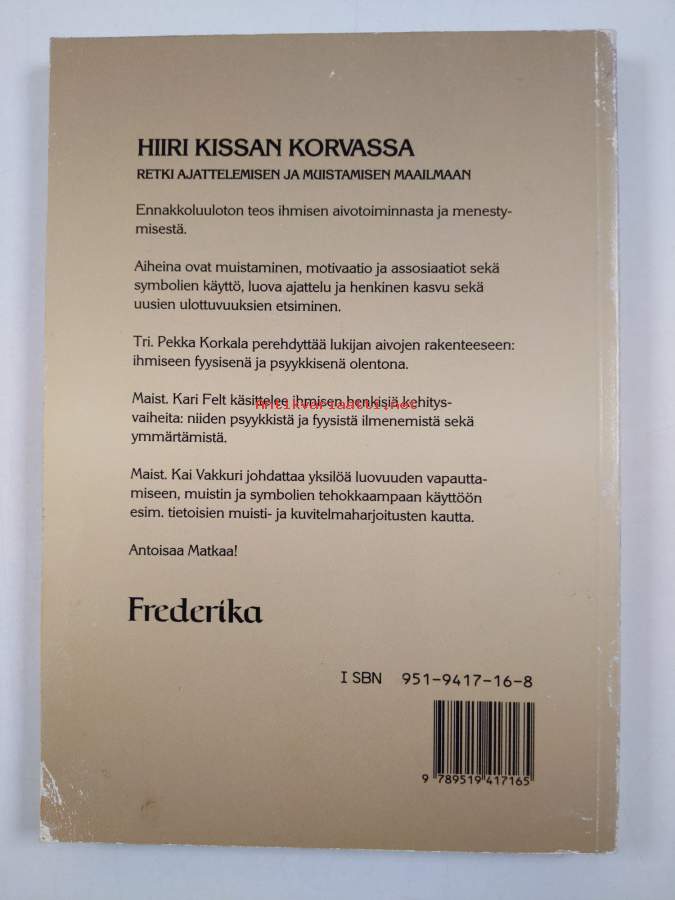 HIIRI KISSAN KORVASSA
RETKI AJATTELEMISEN JA MUISTAMISEN MAAILMAAN
Ennakkoluuloton teos ihmisen aivotoiminnasta ja menesty-
misestä.
Aiheina ovat muistaminen, motivaatio ja assosiaatiot sekä
symbolien käyttö, luova ajattelu ja henkinen kasvu sekä
uusien ulottuvuuksien etsiminen.
Tri. Pekka Korkala perehdyttää lukijan aivojen rakenteeseen:
ihmiseen fyysisenä ja psyykkisenä olentona.
Maist. Kari Felt käsittelee ihmisen henkisiä kehitys-
Antikvariaatti.net
vaiheita: niiden psyykkistä ja fyysistä ilmenemistä sekä
ymmärtämistä.
Maist. Kai Vakkuri johdattaa yksilöä luovuuden vapautta-
miseen, muistin ja symbolien tehokkaampaan käyttöön
esim. tietoisien muisti- ja kuvitelmaharjoitusten kautta.
Antoisaa Matkaa!
Frederika
ISBN 951-9417-16-8
9 789519 417165